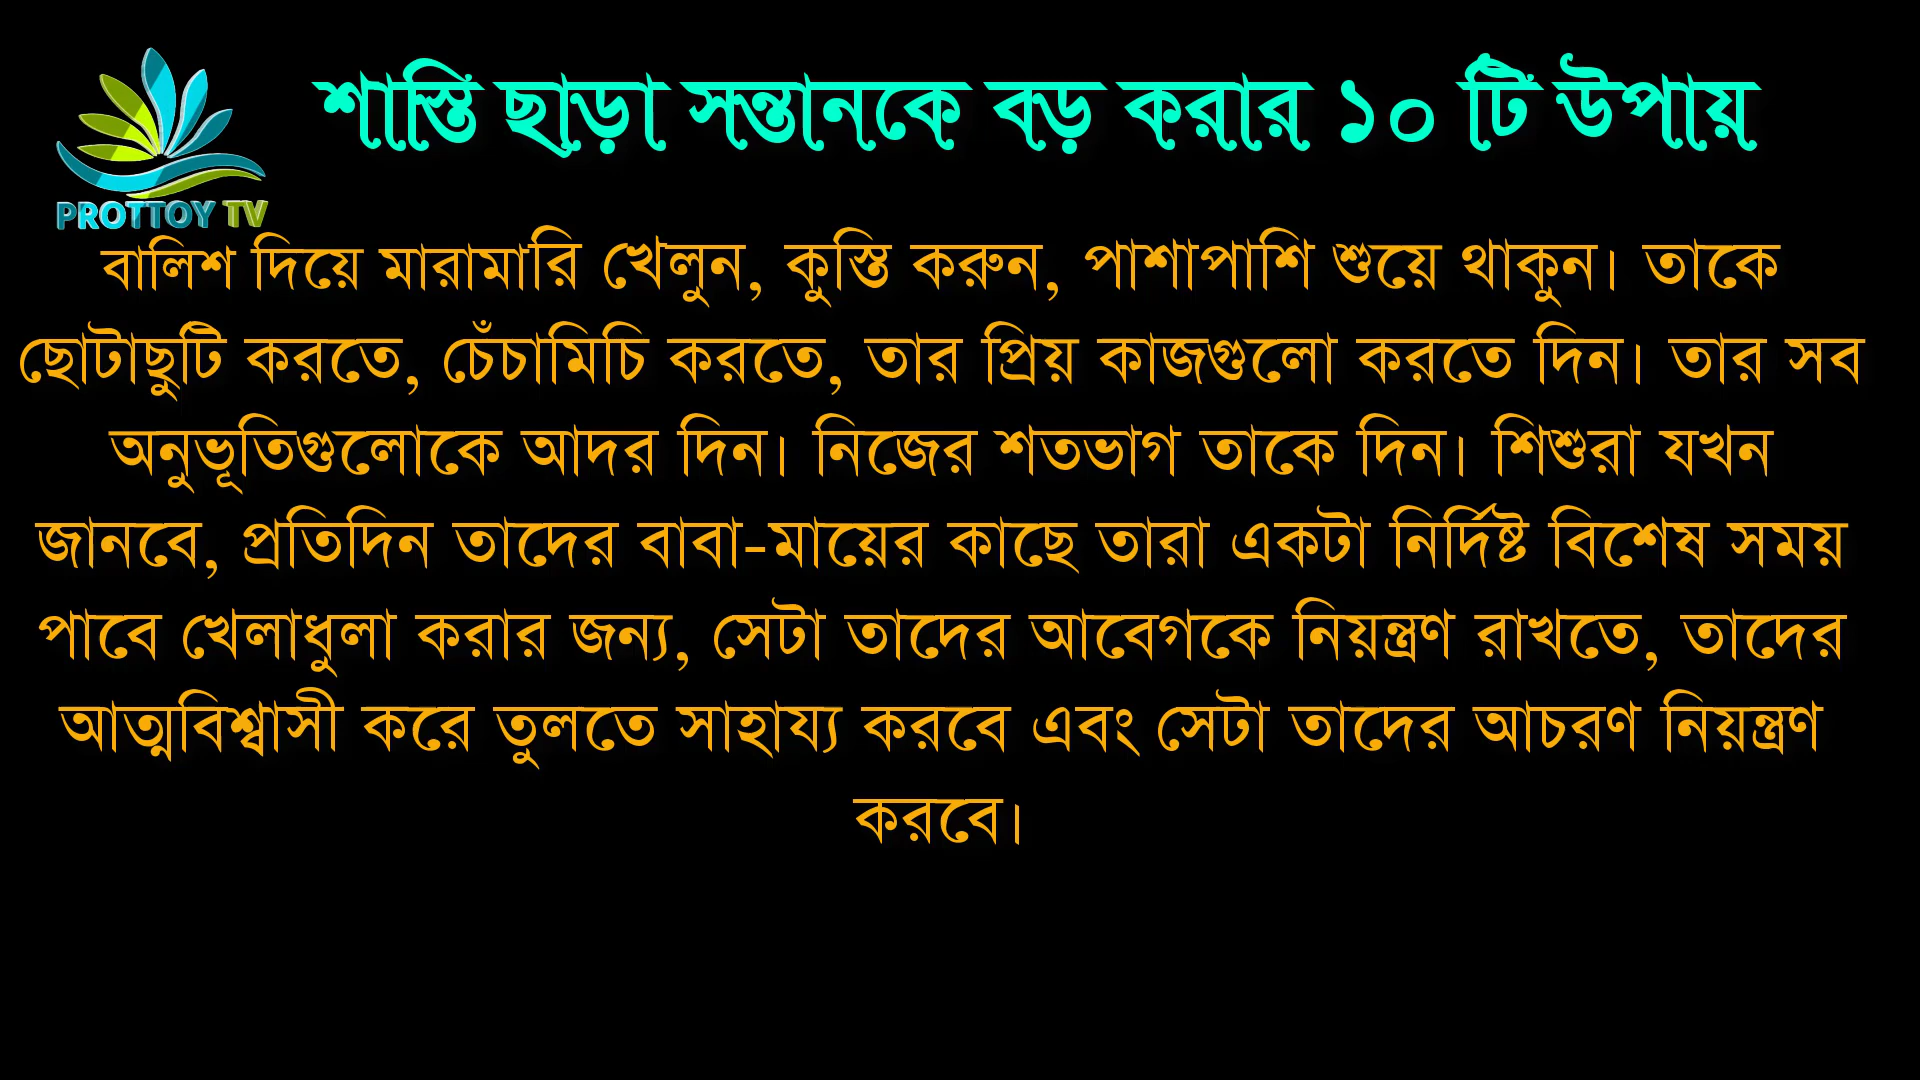 শাস্তি ছাড়া সন্তানকে বড় করার ১০ টি উপায়
PROTTOY TV
বালিশ দিয়ে মারামারি খেলুন, কুস্তি করুন, পাশাপাশি শুয়ে থাকুন। তাকে
ছোটাছুটি করতে, চেঁচামিচি করতে, তার প্রিয় কাজগুলো করতে দিন। তার সব
অনুভূতিগুলোকে আদর দিন। নিজের শতভাগ তাকে দিন। শিশুরা যখন
জানবে, প্রতিদিন তাদের বাবা-মায়ের কাছে তারা একটা নির্দিষ্ট বিশেষ সময়
পাবে খেলাধুলা করার জন্য, সেটা তাদের আবেগকে নিয়ন্ত্রণ রাখতে, তাদের
আত্মবিশ্বাসী করে তুলতে সাহায্য করবে এবং সেটা তাদের আচরণ নিয়ন্ত্রণ
করবে।